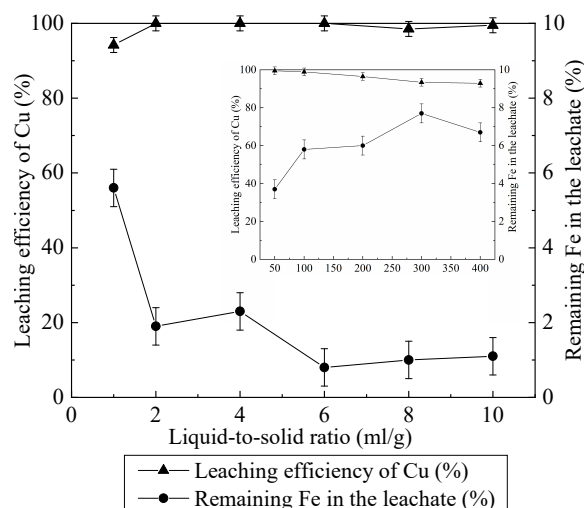 100
80
60
40
20
0
Leaching efficiency of Cu (%)
10
8
6
4
2
0
Remaining Fe in the leachate (%)
100
80
60
40
20
0
Leaching efficiency of Cu (%)
10
8
6
4
2
0
Remaining Fe in the leachate (%)
50 100 150 200 250 300 350 400
0 2 4 6 8 10
Liquid-to-solid ratio (ml/g)
Leaching efficiency of Cu (%)
Remaining Fe in the leachate (%)